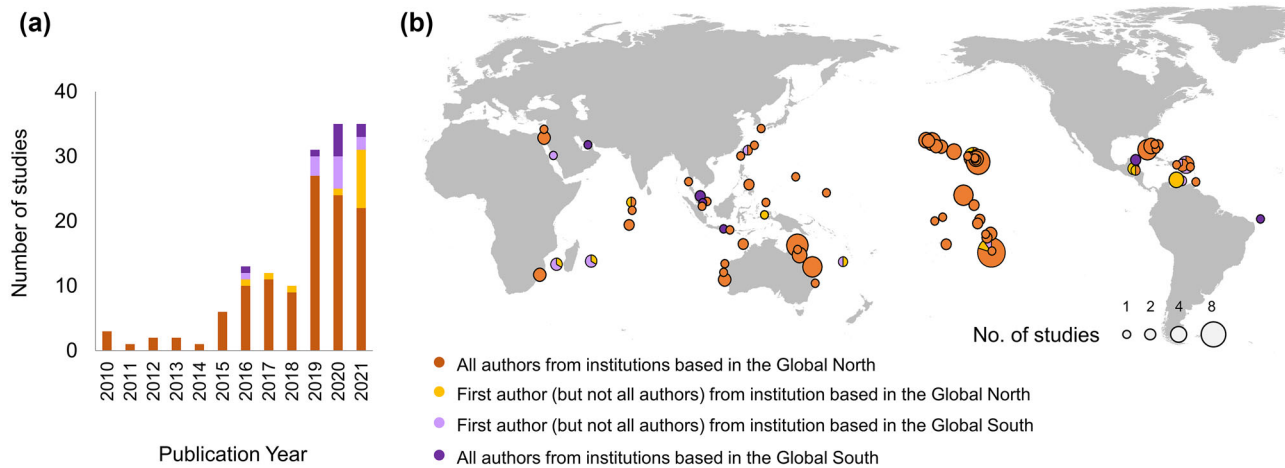 (a)
(b)
Number of studies
40
30
20
10
0
2010
2011
2012
2013
2014
2015
2016
2017
2018
2019
2020
2021
Publication Year
1 2 4 8
No. of studies
All authors from institutions based in the Global North
First author (but not all authors) from institution based in the Global North
First author (but not all authors) from institution based in the Global South
All authors from institutions based in the Global South